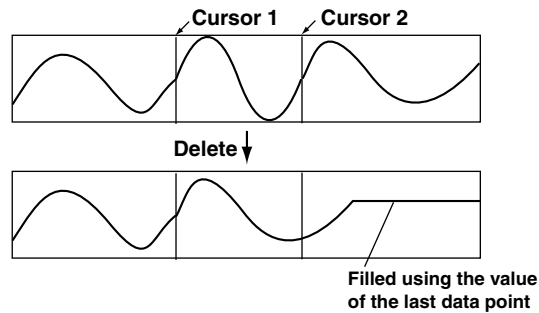 Cursor 1 Cursor 2
Delete
Filled using the value
of the last data point